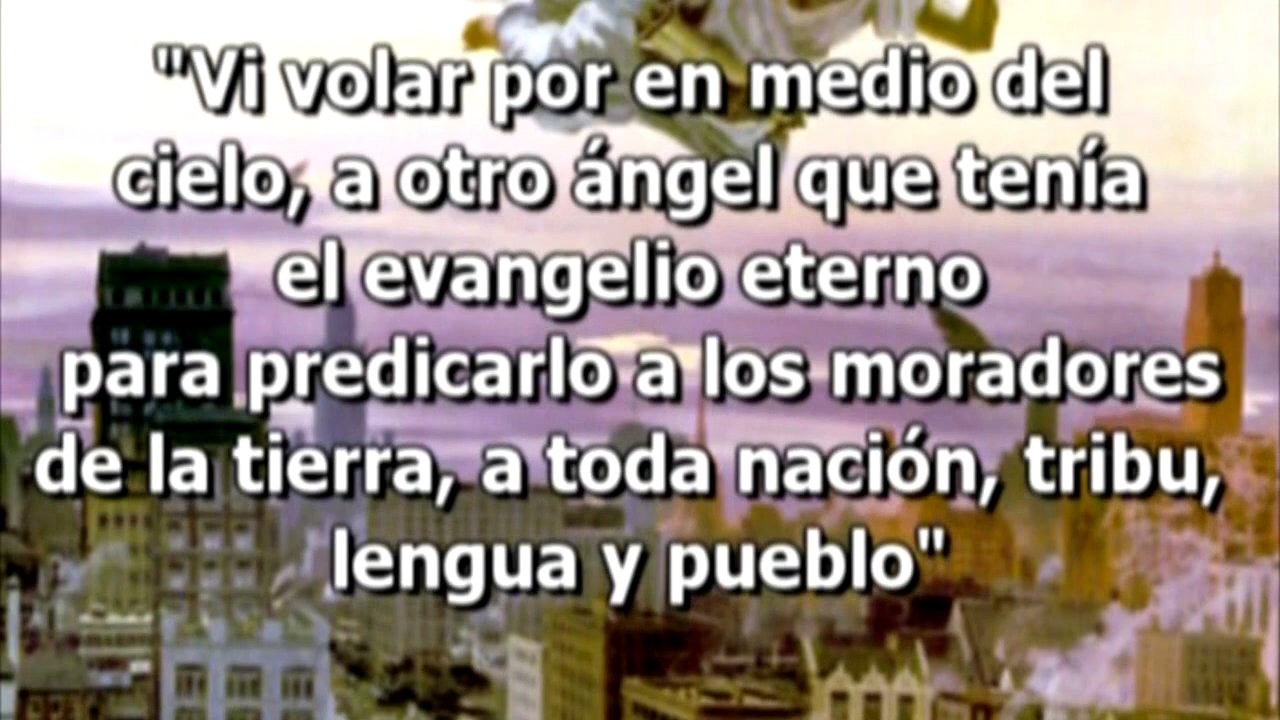 "Vi volar por en medio del
cielo, a otro ángel que tenía
el evangelio eterno
para predicarlo a los moradores
de la tierra, a toda nación, tribu,
lengua y pueblo"